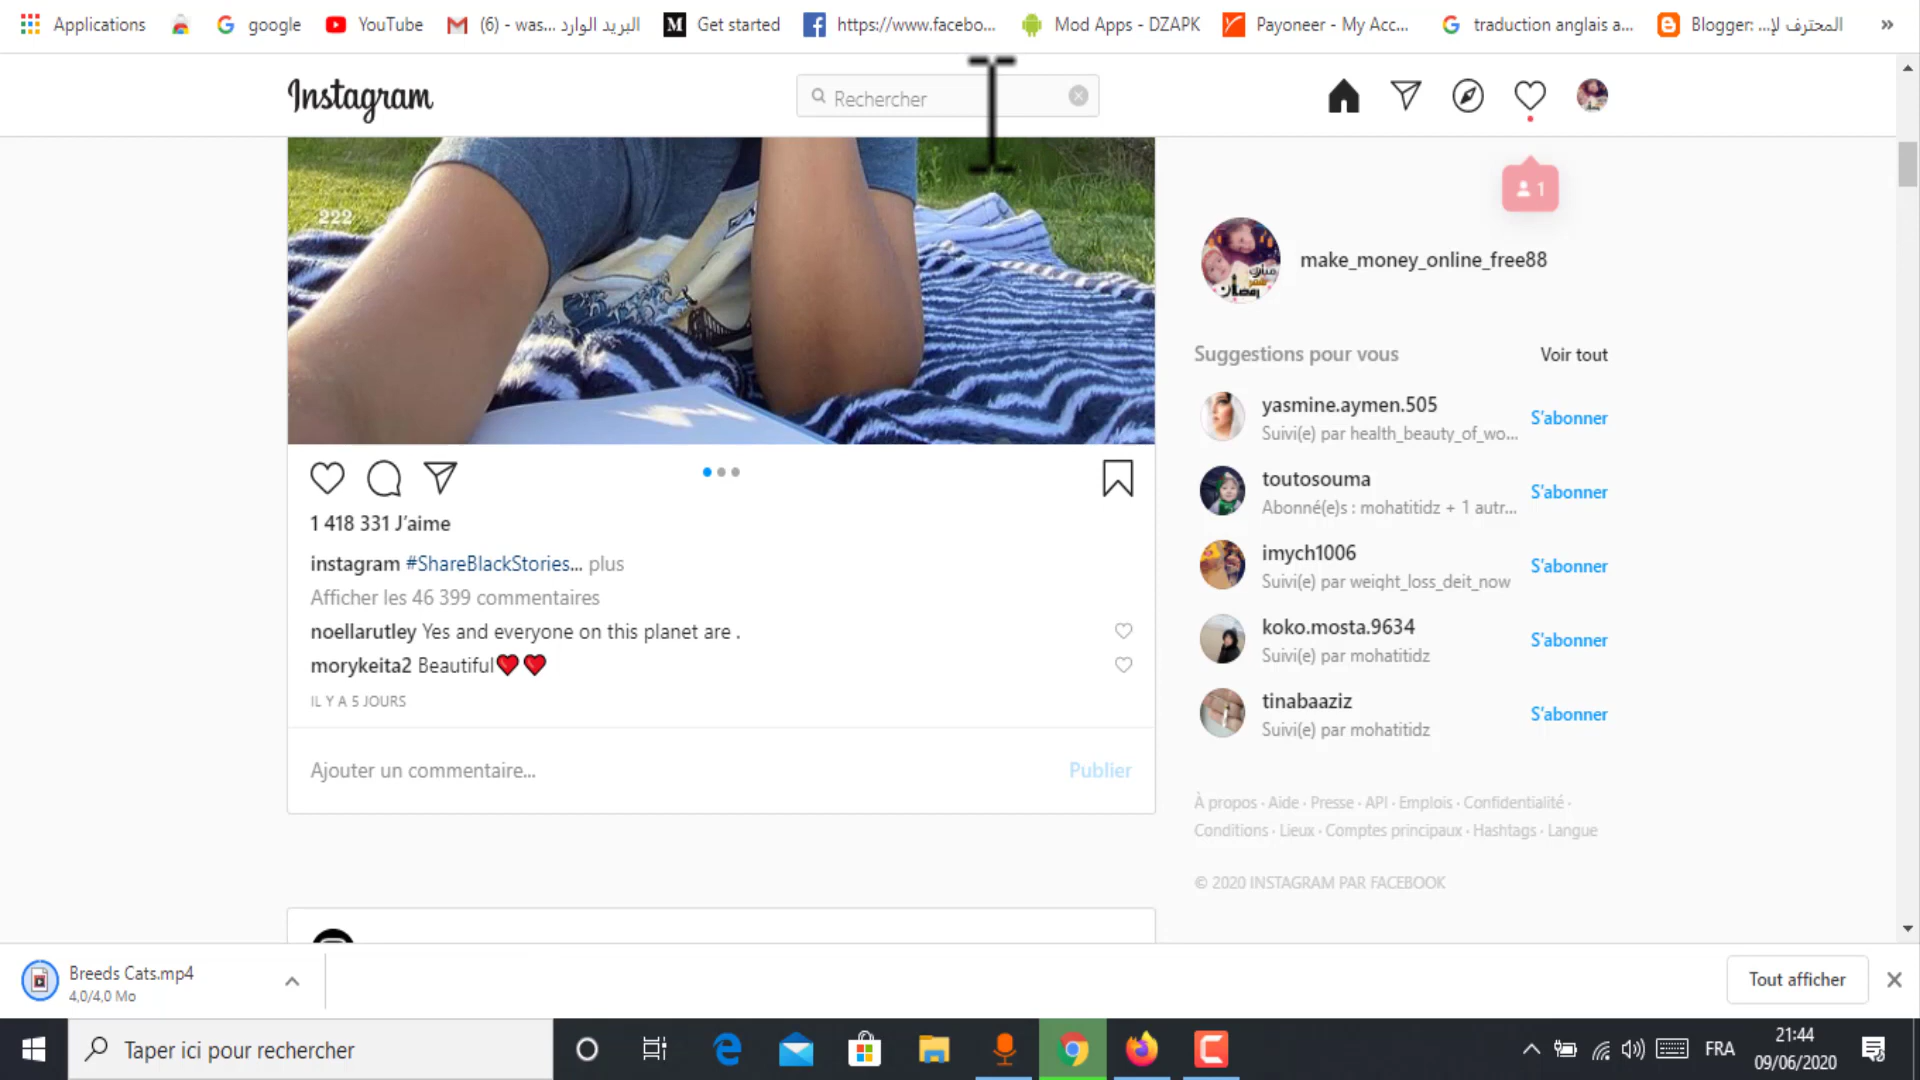 Applications
google
YouTube
البريد الوارد (6) - was...
Get started
https://www.facebo...
Mod Apps - DZAPK
Payoneer - My Acc...
traduction anglais a...
Blogger: ...المحترف لإ
»
Instagram
Rechercher
1
222
make_money_online_free88
Suggestions pour vous
Voir tout
yasmine.aymen.505
Suivi(e) par health_beauty_of_wo...
S'abonner
toutosouma
Abonné(e)s : mohatitidz + 1 autr...
S'abonner
imych1006
Suivi(e) par weight_loss_deit_now
S'abonner
koko.mosta.9634
Suivi(e) par mohatitidz
S'abonner
tinabaaziz
Suivi(e) par mohatitidz
S'abonner
1 418 331 J'aime
instagram #ShareBlackStories... plus
Afficher les 46 399 commentaires
noellarutley Yes and everyone on this planet are .
morykeita2 Beautiful❤️❤️
IL Y A 5 JOURS
Ajouter un commentaire...
Publier
À propos · Aide · Presse · API · Emplois · Confidentialité ·
Conditions · Lieux · Comptes principaux · Hashtags · Langue
© 2020 INSTAGRAM PAR FACEBOOK
Breeds Cats.mp4
4,0/4,0 Mo
Tout afficher
Taper ici pour rechercher
FRA
21:44
09/06/2020